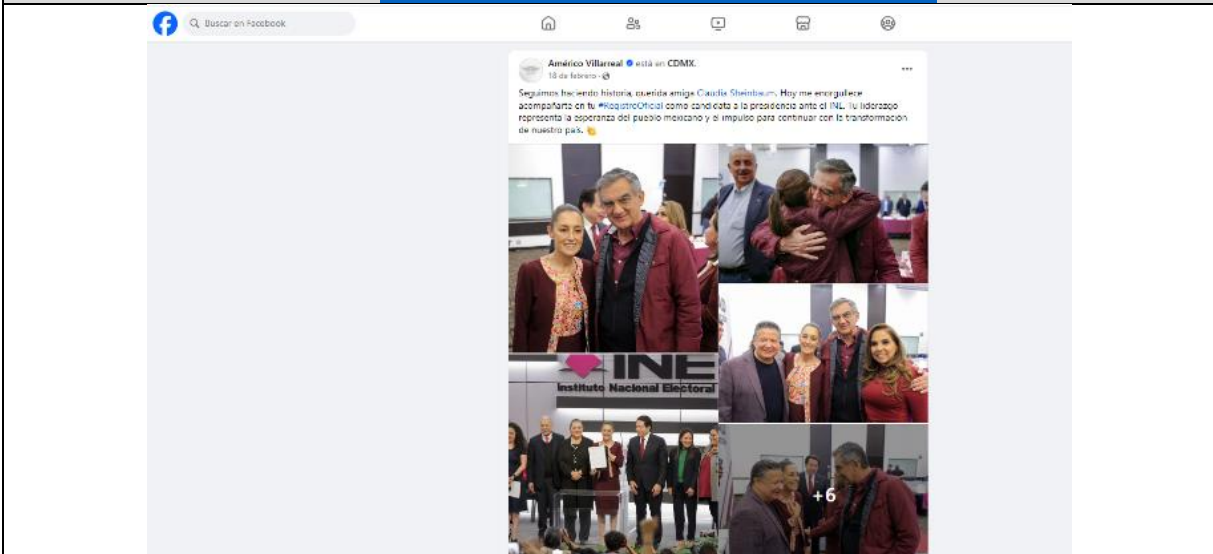 Buscar en Facebook
Américo Villarreal está en CDMX.
18 de febrero ·
Seguimos haciendo historia, querida amiga Claudia Sheinbaum. Hoy me enorgullece
acompañarte en tu #RegistroOficial como candidata a la presidencia ante el INE. Tu liderazgo
representa la esperanza del pueblo mexicano y el impulso para continuar con la transformación
de nuestro país. 👏
INE
Instituto Nacional Electoral
+6